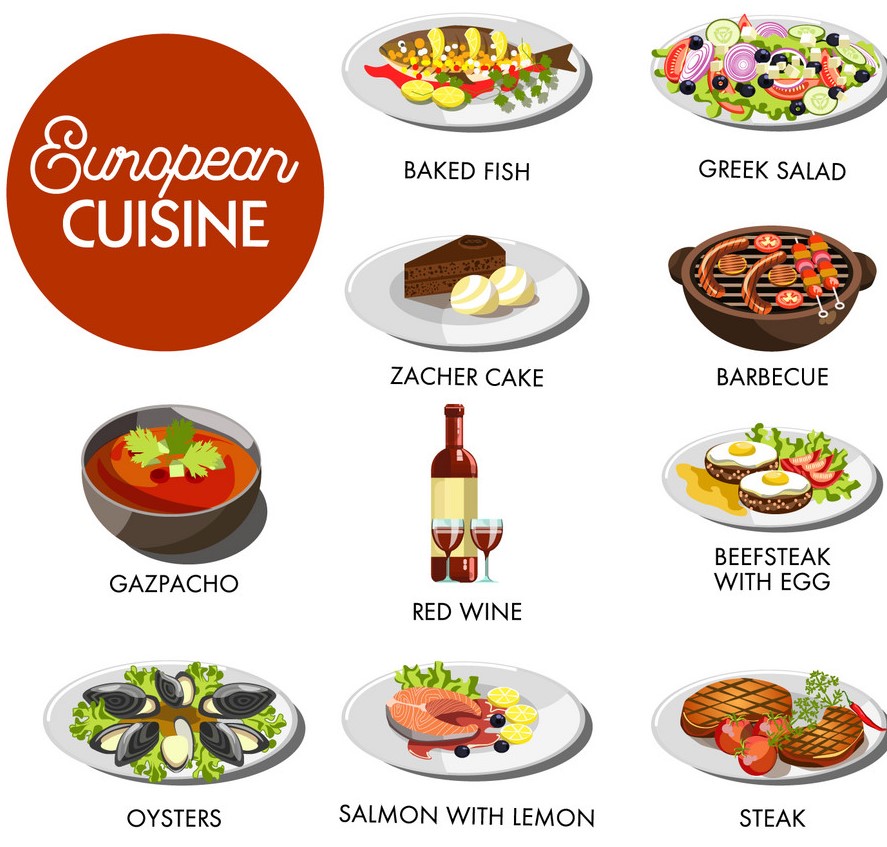 European
CUISINE
BAKED FISH
GREEK SALAD
ZACHER CAKE
BARBECUE
GAZPACHO
RED WINE
BEEFSTEAK
WITH EGG
OYSTERS
SALMON WITH LEMON
STEAK